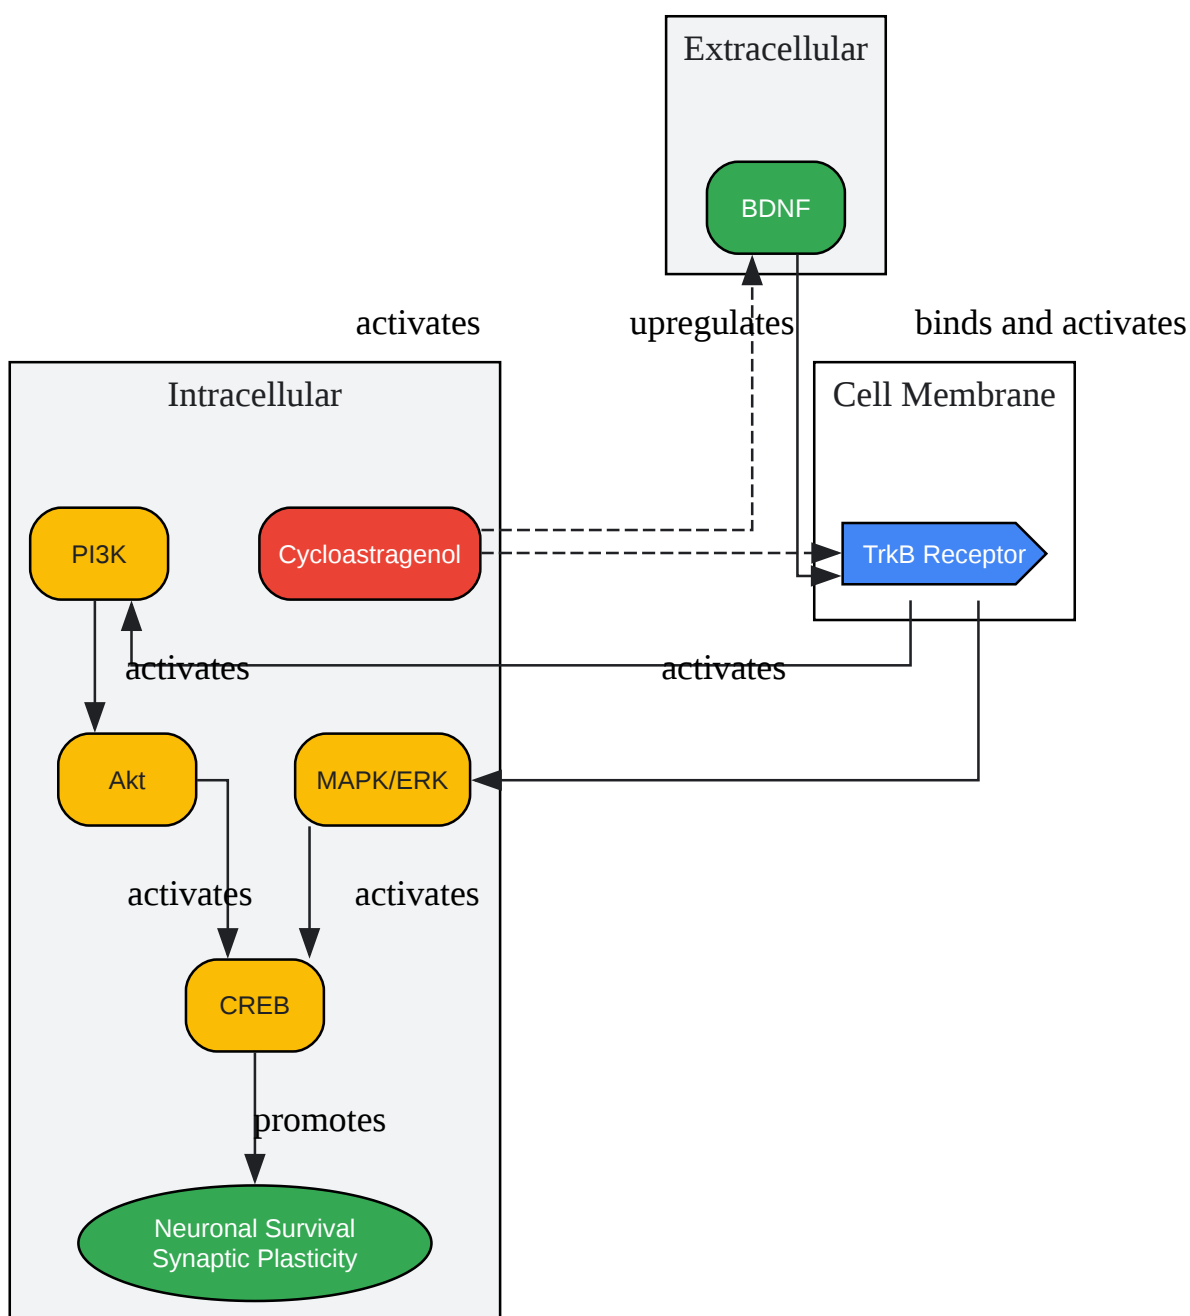 Extracellular
BDNF
activates
upregulates
binds and activates
Intracellular
Cell Membrane
PI3K
Cycloastragenol
TrkB Receptor
activates
activates
Akt
MAPK/ERK
activates
activates
CREB
promotes
Neuronal Survival
Synaptic Plasticity